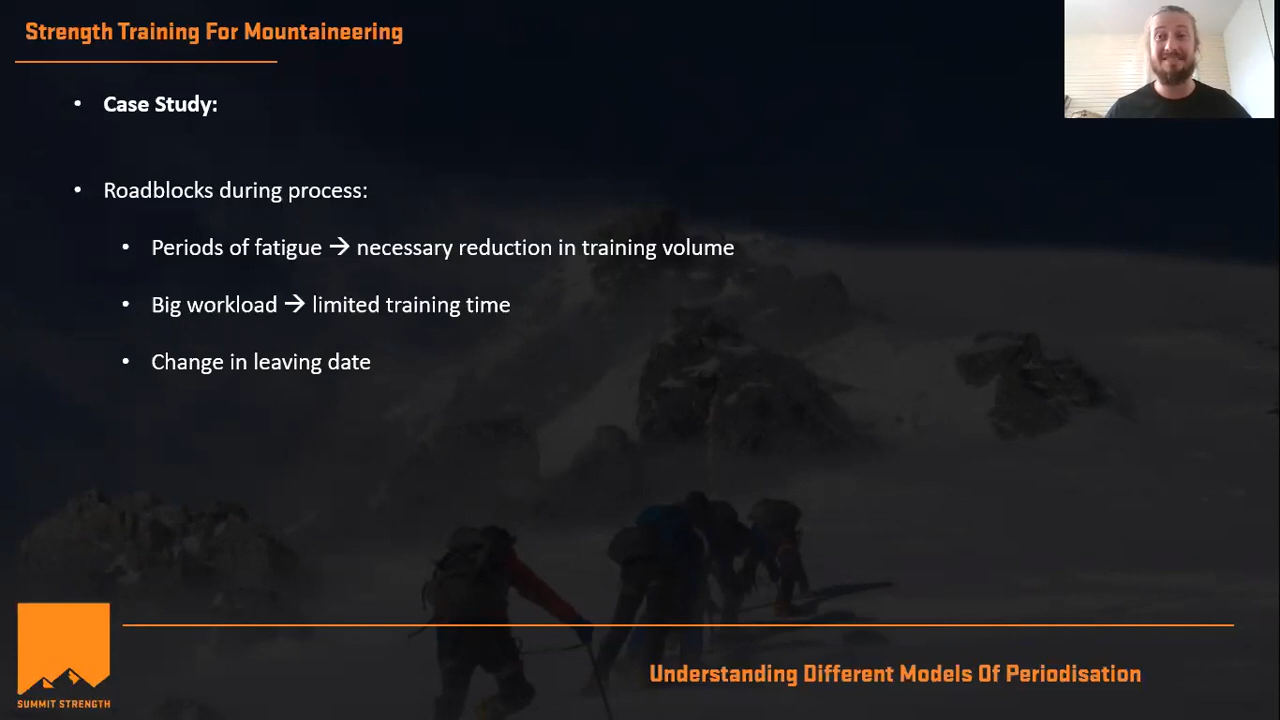 Strength Training For Mountaineering
• Case Study:
• Roadblocks during process:
• Periods of fatigue → necessary reduction in training volume
• Big workload → limited training time
• Change in leaving date
SUMMIT STRENGTH
Understanding Different Models Of Periodisation